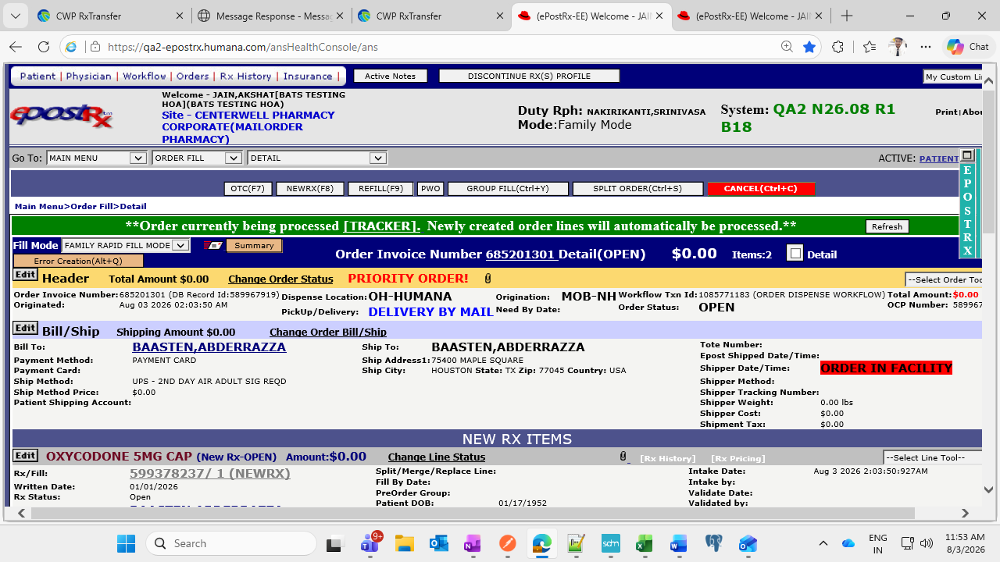 CWP RxTransfer
Message Response - Messa
CWP RxTransfer
(ePostRx-EE) Welcome - JAIN
(ePostRx-EE) Welcome - JAIN
https://qa2-epostrx.humana.com/ansHealthConsole/ans
Chat
Patient | Physician | Workflow | Orders | Rx History | Insurance |
Active Notes
DISCONTINUE RX(S) PROFILE
My Custom Lin
epostRx
Welcome - JAIN,AKSHAT[BATS TESTING
HOA](BATS TESTING HOA)
Site - CENTERWELL PHARMACY
CORPORATE(MAILORDER
PHARMACY)
Duty Rph: NAKIRIKANTI,SRINIVASA
Mode:Family Mode
System: QA2 N26.08 R1
B18
Print|Abou
Go To: MAIN MENU ORDER FILL DETAIL
ACTIVE: PATIENT
EPOSTRX
OTC(F7) NEWRX(F8) REFILL(F9) PWO GROUP FILL(Ctrl+Y) SPLIT ORDER(Ctrl+S) CANCEL(Ctrl+C)
Main Menu>Order Fill>Detail
**Order currently being processed [TRACKER]. Newly created order lines will automatically be processed.**
Refresh
Fill Mode FAMILY RAPID FILL MODE Summary
Error Creation(Alt+Q)
Order Invoice Number 685201301 Detail(OPEN) $0.00 Items:2 Detail
Edit Header Total Amount $0.00 Change Order Status PRIORITY ORDER! --Select Order Too
Order Invoice Number: 685201301 (DB Record Id:589967919)
Originated: Aug 03 2026 02:03:50 AM
Dispense Location: OH-HUMANA
PickUp/Delivery: DELIVERY BY MAIL
Origination: MOB-NH
Need By Date:
Workflow Txn Id: 1085771183 (ORDER DISPENSE WORKFLOW)
Order Status: OPEN
Total Amount: $0.00
OCP Number: 589967
Edit Bill/Ship Shipping Amount $0.00 Change Order Bill/Ship
Bill To: BAASTEN,ABDERRAZZA
Payment Method: PAYMENT CARD
Payment Card:
Ship Method: UPS - 2ND DAY AIR ADULT SIG REQD
Ship Method Price: $0.00
Patient Shipping Account:
Ship To: BAASTEN,ABDERRAZZA
Ship Address1: 75400 MAPLE SQUARE
Ship City: HOUSTON State: TX Zip: 77045 Country: USA
Tote Number:
Epost Shipped Date/Time:
Shipper Date/Time: ORDER IN FACILITY
Shipper Method:
Shipper Tracking Number:
Shipper Weight: 0.00 lbs
Shipper Cost: $0.00
Shipment Tax: $0.00
NEW RX ITEMS
Edit OXYCODONE 5MG CAP (New Rx-OPEN) Amount:$0.00 Change Line Status [Rx History] [Rx Pricing] --Select Line Tool--
Rx/Fill: 599378237/ 1 (NEWRX)
Written Date: 01/01/2026
Rx Status: Open
Split/Merge/Replace Line:
Fill By Date:
PreOrder Group:
Patient DOB: 01/17/1952
Intake Date: Aug 3 2026 2:03:50:927AM
Intake by:
Validate Date:
Validated by:
Search
9+
ENG
IN
11:53 AM
8/3/2026